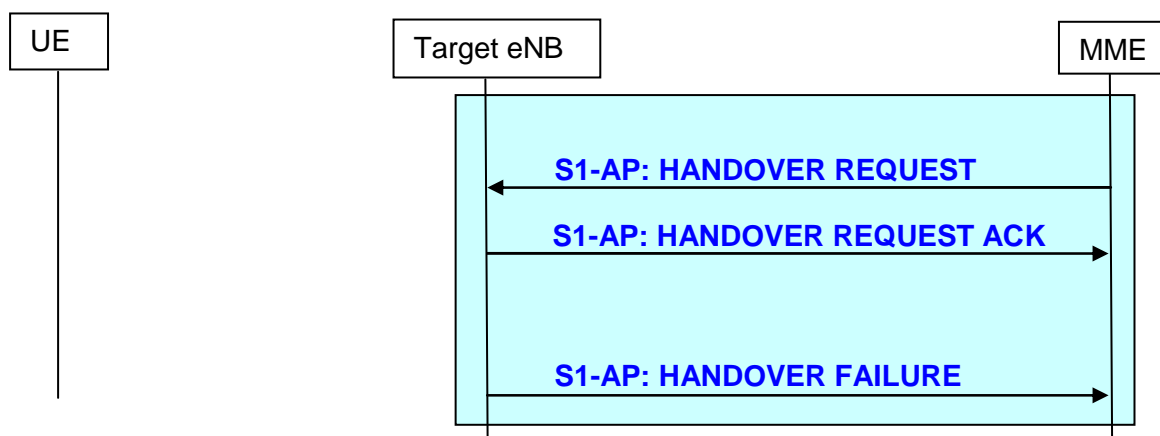 UE
Target eNB
MME
S1-AP: HANDOVER REQUEST
S1-AP: HANDOVER REQUEST ACK
S1-AP: HANDOVER FAILURE